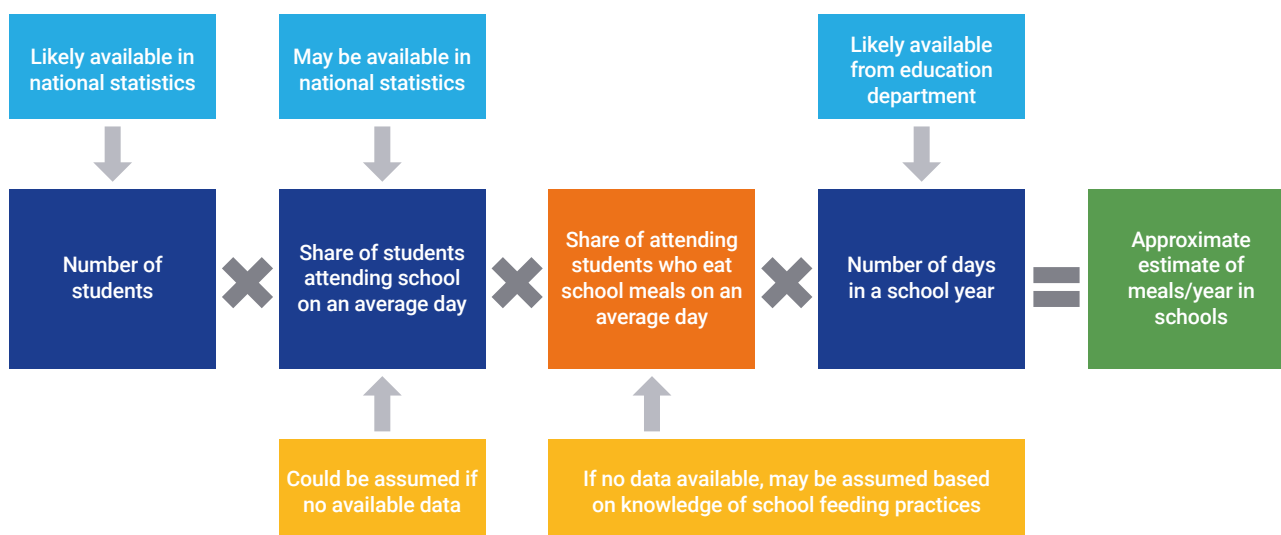 Likely available in
national statistics
May be available in
national statistics
Likely available
from education
department
Number of
students
Share of students
attending school
on an average day
Share of attending
students who eat
school meals on an
average day
Number of days
in a school year
Approximate
estimate of
meals/year in
schools
Could be assumed if
no available data
If no data available, may be assumed based
on knowledge of school feeding practices